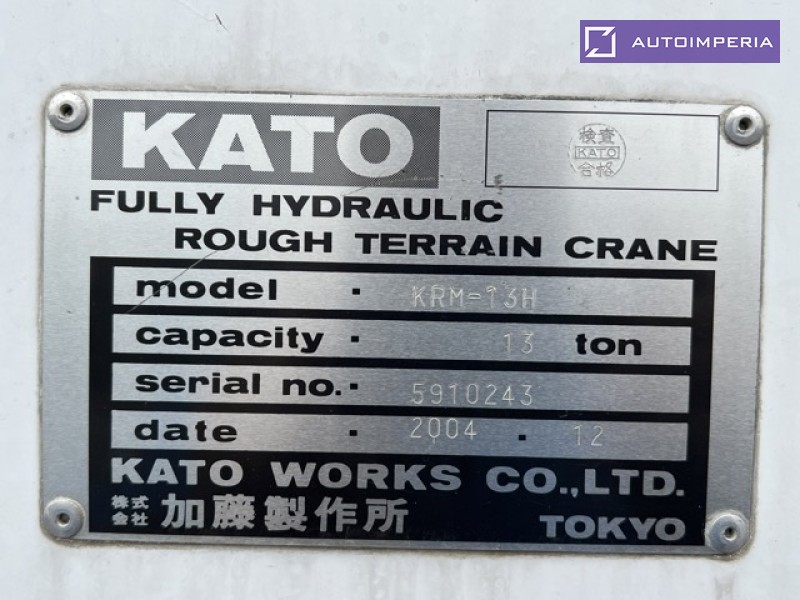 AUTOIMPERIA
KATO
検査
KATO
合格
FULLY HYDRAULIC
ROUGH TERRAIN CRANE
model · KRM-13H
capacity · 13 ton
serial no. · 5910243
date · 2004 . 12
KATO WORKS CO.,LTD.
株式会社 加藤製作所 TOKYO